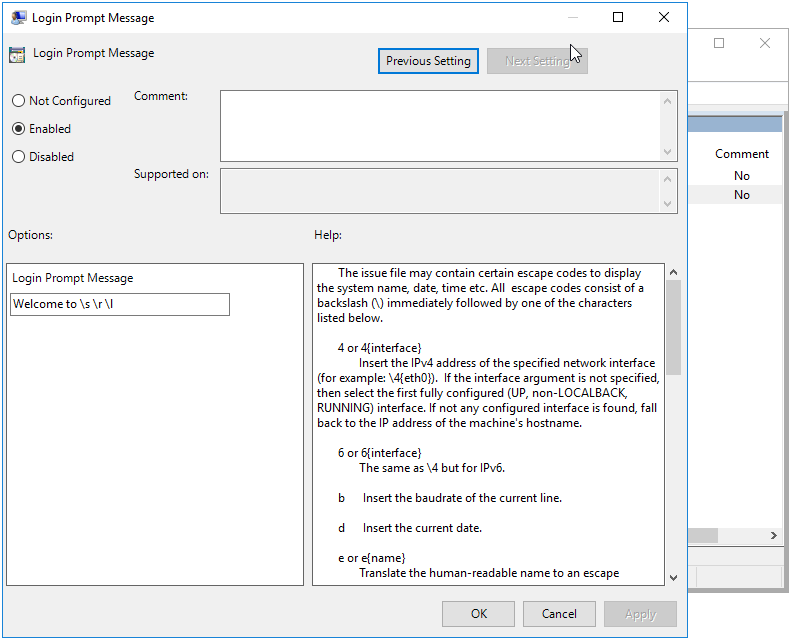 Login Prompt Message
Login Prompt Message
Previous Setting
Next Setting
Not Configured
Comment:
Enabled
Disabled
Supported on:
Options:
Help:
Login Prompt Message
Welcome to \s \r \l
The issue file may contain certain escape codes to display
the system name, date, time etc. All escape codes consist of a
backslash (\) immediately followed by one of the characters
listed below.
4 or 4{interface}
Insert the IPv4 address of the specified network interface
(for example: \4{eth0}). If the interface argument is not specified,
then select the first fully configured (UP, non-LOCALBACK,
RUNNING) interface. If not any configured interface is found, fall
back to the IP address of the machine's hostname.
6 or 6{interface}
The same as \4 but for IPv6.
b Insert the baudrate of the current line.
d Insert the current date.
e or e{name}
Translate the human-readable name to an escape
OK
Cancel
Apply
Comment
No
No